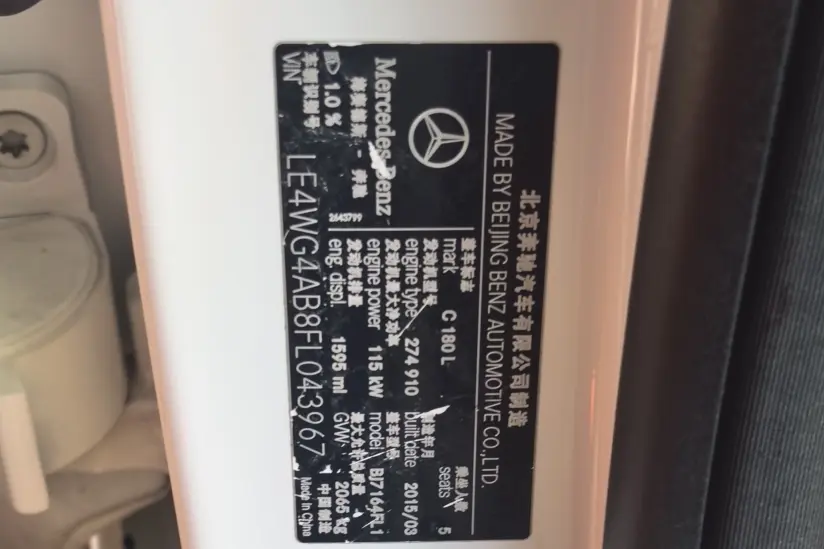 北京奔驰汽车有限公司制造
MADE BY BEIJING BENZ AUTOMOTIVE CO.,LTD.
乘坐人数
seats 5
整车标志
mark C 180 L
制造年月
built date 2015/03
发动机型号
engine type 274 910
整车型号
model BJ7164FL1
发动机最大净功率
engine power 115 kW
最大允许总质量
GVW 2065 kg
发动机排量
eng. displ. 1595 ml
中国制造
Made in China
Mercedes-Benz
梅赛德斯 - 奔驰
2643799
1.0 %
车辆识别号
VIN LE4WG4AB8FL043967